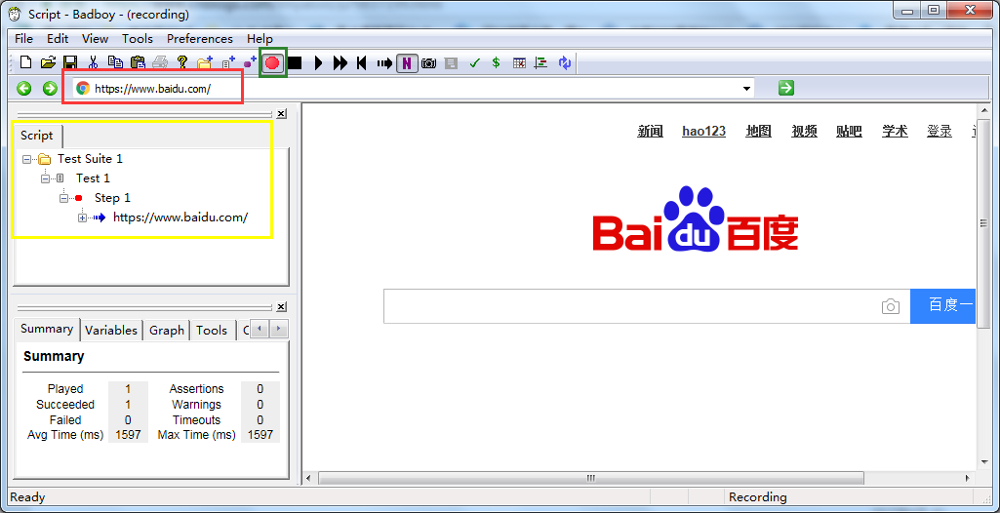 Script - Badboy - (recording)
File Edit View Tools Preferences Help
https://www.baidu.com/
Script
Test Suite 1
Test 1
Step 1
https://www.baidu.com/
新闻 hao123 地图 视频 贴吧 学术 登录
Bai du 百度
百度一
Summary Variables Graph Tools
Summary
Played 1 Assertions 0
Succeeded 1 Warnings 0
Failed 0 Timeouts 0
Avg Time (ms) 1597 Max Time (ms) 1597
Ready Recording